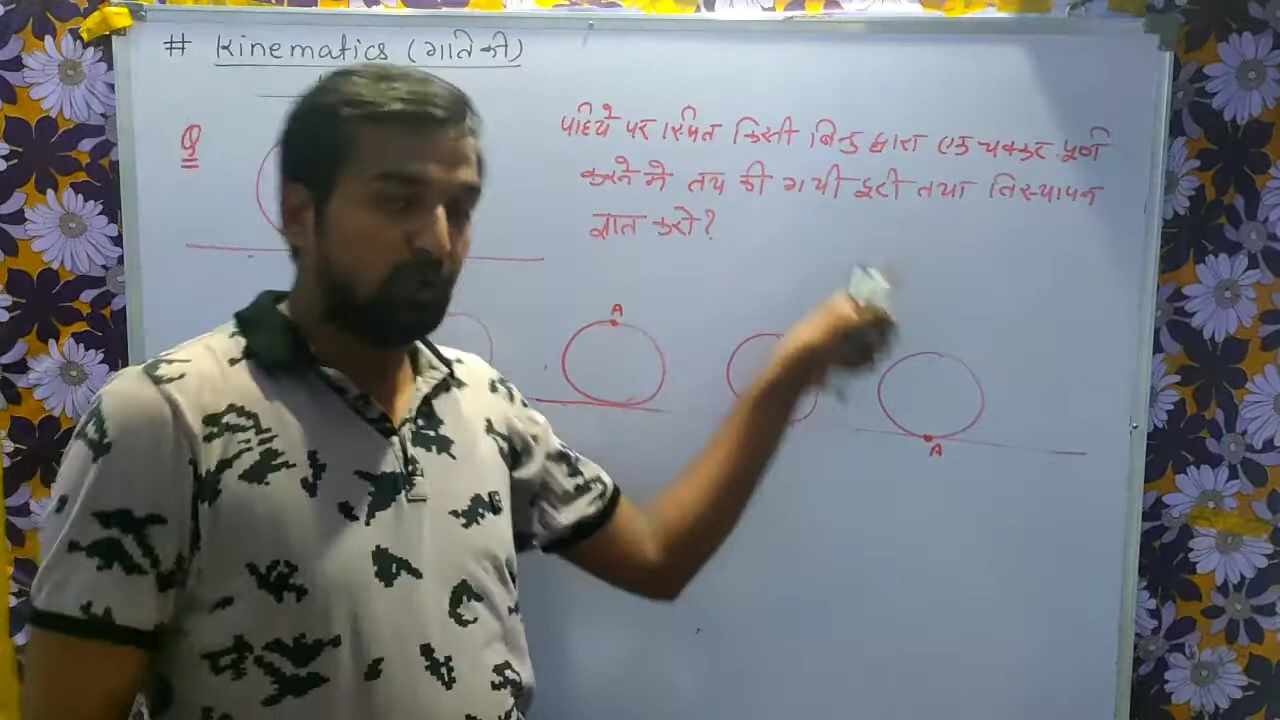 # Kinematics (गतिकी)
Q
पहिये पर स्थित किसी बिन्दु द्वारा एक चक्कर पूर्ण
करने मे तय की गयी दूरी तथा विस्थापन
ज्ञात करो?
A
A